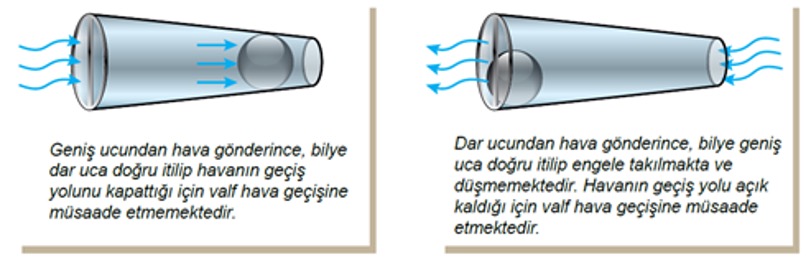 Geniş ucundan hava gönderince, bilye
dar uca doğru itilip havanın geçiş
yolunu kapattığı için valf hava geçişine
müsaade etmemektedir.
Dar ucundan hava gönderince, bilye geniş
uca doğru itilip engele takılmakta ve
düşmemektedir. Havanın geçiş yolu açık
kaldığı için valf hava geçişine müsaade
etmektedir.